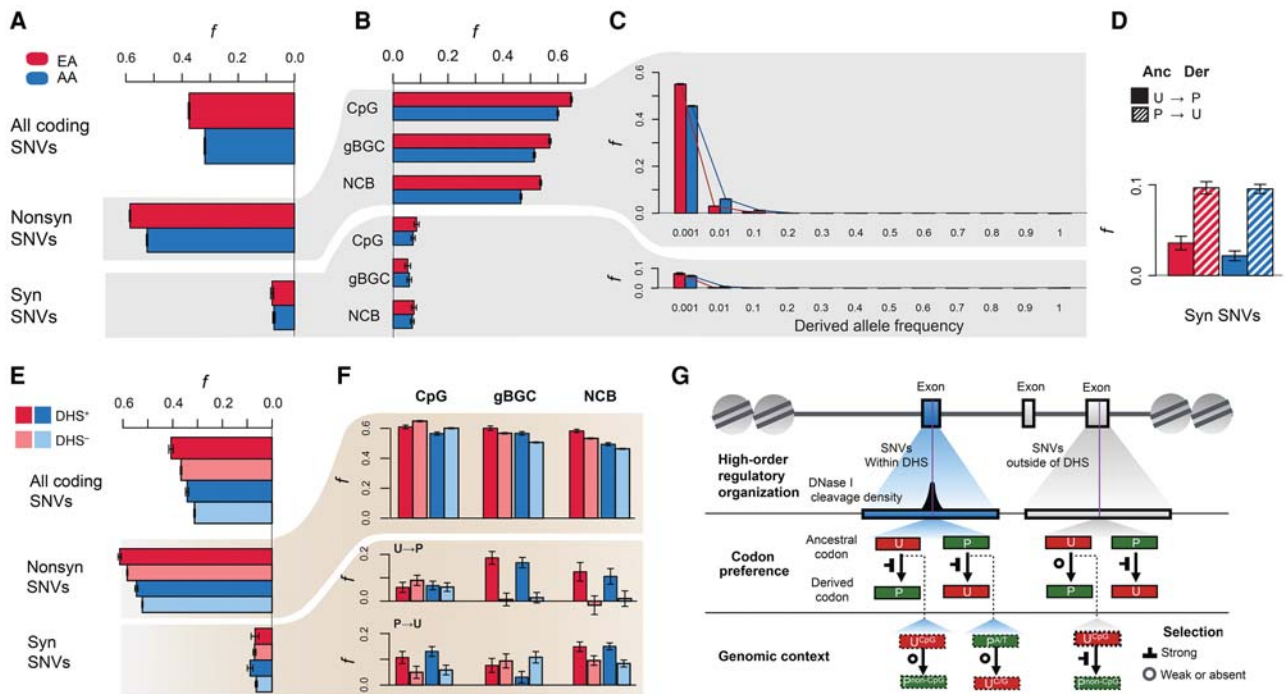 A
f
0.6 0.4 0.2 0.0
EA
AA
All coding
SNVs
Nonsyn
SNVs
Syn
SNVs
B
f
0.0 0.2 0.4 0.6
CpG
gBGC
NCB
CpG
gBGC
NCB
C
f
0.6
0.4
0.2
0.0
0.001 0.01 0.1 0.2 0.3 0.4 0.5 0.6 0.7 0.8 0.9 1
f
0.1
0.0
0.001 0.01 0.1 0.2 0.3 0.4 0.5 0.6 0.7 0.8 0.9 1
Derived allele frequency
D
Anc Der
U → P
P → U
f
0.1
0.0
Syn SNVs
E
f
0.6 0.4 0.2 0.0
DHS+
DHS-
All coding
SNVs
Nonsyn
SNVs
Syn
SNVs
F
CpG gBGC NCB
f
0.6
0.4
0.2
0.0
U→P
f
0.2
0.0
P→U
f
0.2
0.0
G
Exon Exon Exon
SNVs
Within DHS
SNVs
outside of DHS
High-order
regulatory
organization
DNase I
cleavage density
Codon
preference
Ancestral
codon
U P U P
Derived
codon
P U P U
Genomic context
UCpG PA/T UCpG
Pnon-CpG UC/G Pnon-CpG
Selection
Strong
Weak or absent